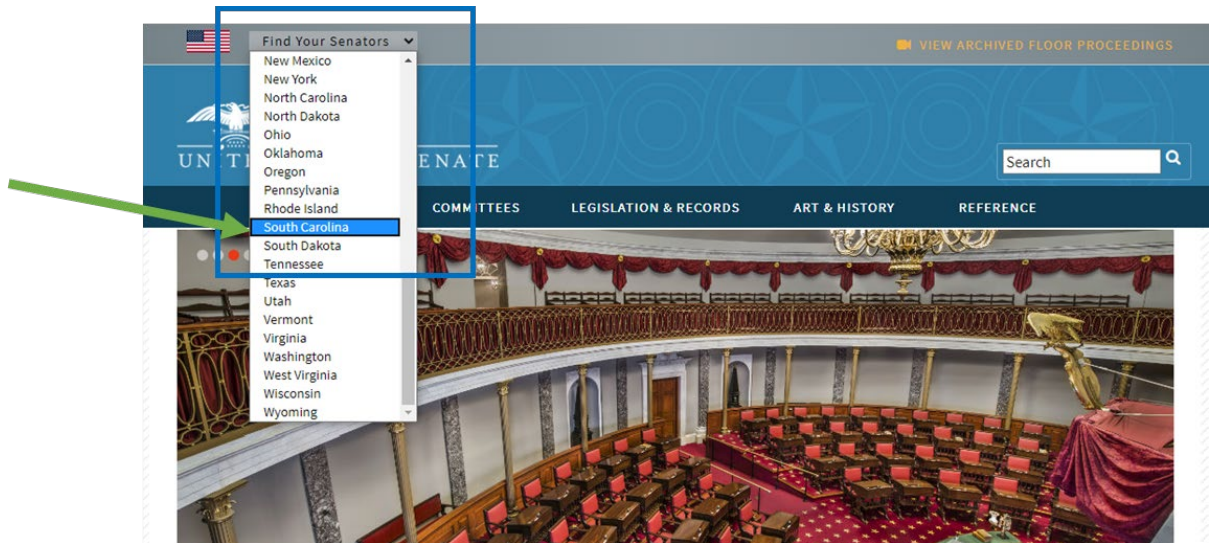 Find Your Senators
VIEW ARCHIVED FLOOR PROCEEDINGS
New Mexico
New York
North Carolina
North Dakota
Ohio
Oklahoma
Oregon
Pennsylvania
Rhode Island
South Carolina
South Dakota
Tennessee
Texas
Utah
Vermont
Virginia
Washington
West Virginia
Wisconsin
Wyoming
Search
COMMITTEES LEGISLATION & RECORDS ART & HISTORY REFERENCE